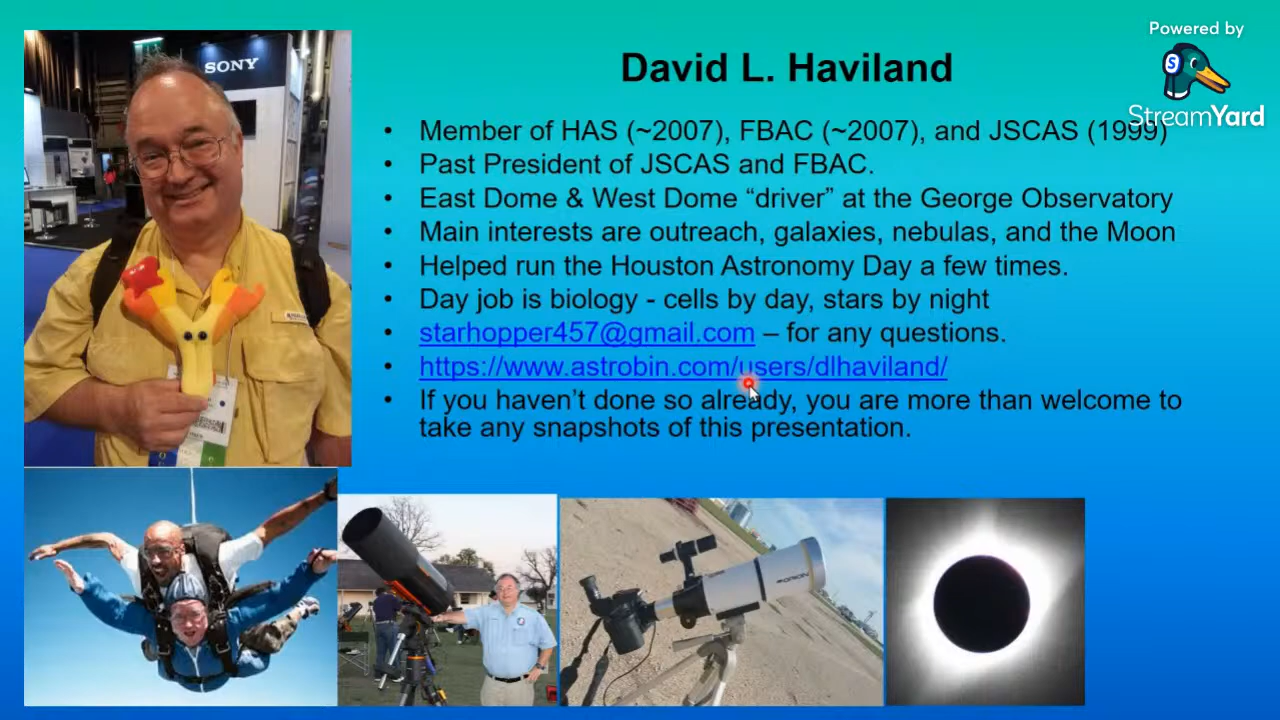 Powered by
StreamYard
SONY
David L. Haviland
• Member of HAS (~2007), FBAC (~2007), and JSCAS (1999)
• Past President of JSCAS and FBAC.
• East Dome & West Dome “driver” at the George Observatory
• Main interests are outreach, galaxies, nebulas, and the Moon
• Helped run the Houston Astronomy Day a few times.
• Day job is biology - cells by day, stars by night
• starhopper457@gmail.com – for any questions.
• https://www.astrobin.com/users/dlhaviland/
• If you haven’t done so already, you are more than welcome to
take any snapshots of this presentation.
ORION